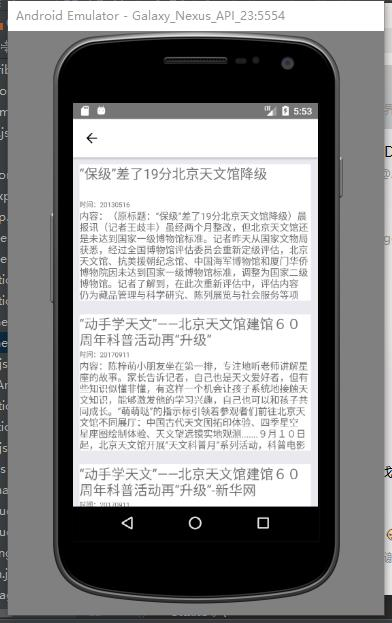 Android Emulator - Galaxy_Nexus_API_23:5554
5:53
“保级”差了19分北京天文馆降级
时间：20130516
内容：（原标题：“保级”差了19分北京天文馆降级）晨
报讯（记者王歧丰）虽经两个月整改，但北京天文馆还
是未达到国家一级博物馆标准。记者昨天从国家文物局
获悉，经过全国博物馆评估委员会重新定级评估，北京
天文馆、抗美援朝纪念馆、中国海军博物馆和厦门华侨
博物院因未达到国家一级博物馆标准，调整为国家二级
博物馆。记者了解到，在此次重新评估中，评估内容
仍为藏品管理与科学研究、陈列展览与社会服务等项
“动手学天文”——北京天文馆建馆６０
周年科普活动再“升级”
时间：20170911
内容：陈梓萌小朋友坐在第一排，专注地听老师讲解星
座的故事。家长告诉记者，自己也是天文爱好者，但有
些知识似懂非懂，有这样一个机会让孩子系统地接触天
文知识，能够激发他的学习兴趣，自己也可以和孩子共
同成长。“萌萌哒”的指示标引领着参观者们前往北京天
文馆不同展厅：中国古代天文图拓印体验、四季星空
星座图绘制体验、天文望远镜实地观测……９月１０日
起，北京天文馆开展“天文科普月”系列活动，科普电影
“动手学天文”——北京天文馆建馆６０
周年科普活动再“升级”-新华网
时间：20170911